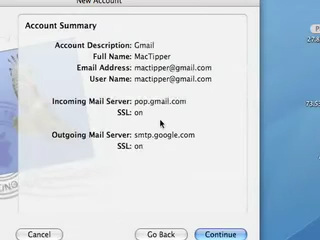 New Account
Account Summary
Account Description: Gmail
Full Name: MacTipper
Email Address: mactipper@gmail.com
User Name: mactipper@gmail.com
Incoming Mail Server: pop.gmail.com
SSL: on
Outgoing Mail Server: smtp.google.com
SSL: on
Cancel
Go Back
Continue